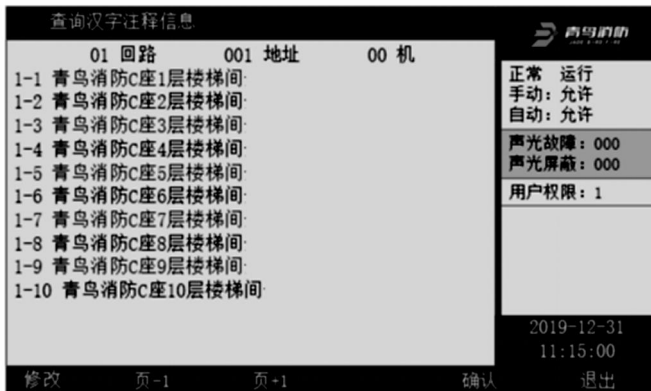 查询汉字注释信息
青鸟消防
01 回路 001 地址 00 机
1-1 青鸟消防C座1层楼梯间
1-2 青鸟消防C座2层楼梯间
1-3 青鸟消防C座3层楼梯间
1-4 青鸟消防C座4层楼梯间
1-5 青鸟消防C座5层楼梯间
1-6 青鸟消防C座6层楼梯间
1-7 青鸟消防C座7层楼梯间
1-8 青鸟消防C座8层楼梯间
1-9 青鸟消防C座9层楼梯间
1-10 青鸟消防C座10层楼梯间
正常 运行
手动：允许
自动：允许
声光故障：000
声光屏蔽：000
用户权限：1
2019-12-31
11:15:00
修改 页-1 页+1 确认 退出